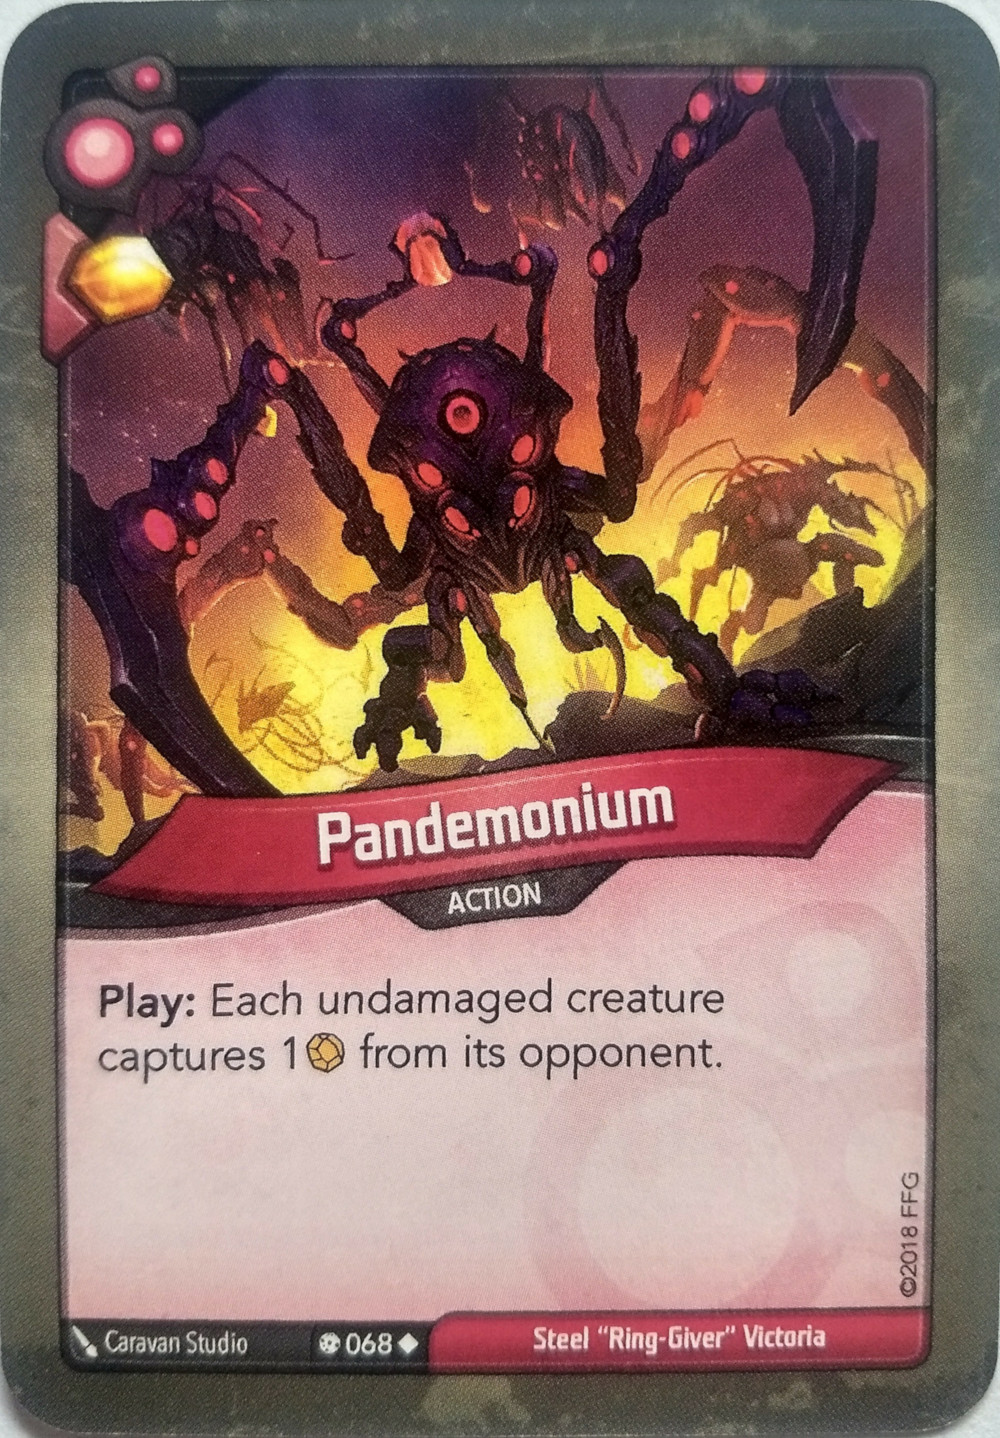 Pandemonium
ACTION
Play: Each undamaged creature
captures 1 from its opponent.
©2018 FFG
Caravan Studio
068
Steel “Ring-Giver” Victoria